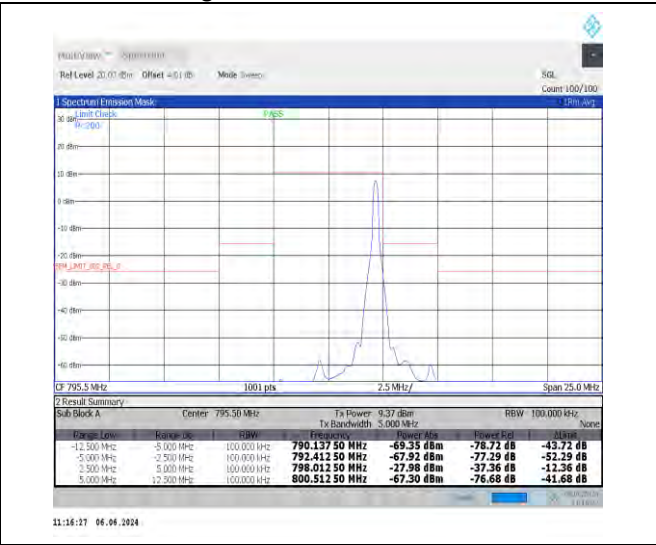 MultiView Spectrum
Ref Level 20.00 dBm Offset 4.01 dB Mode Sweep SGL
Count 100/100
1 Spectrum Emission Mask 1Rm Avg
Limit Check PASS
30 dBm
20 dBm
10 dBm
0 dBm
-10 dBm
-20 dBm
-30 dBm
-40 dBm
-50 dBm
-60 dBm
CF 795.5 MHz 1001 pts 2.5 MHz/ Span 25.0 MHz
2 Result Summary
Sub Block A Center 795.50 MHz Tx Power 9.37 dBm RBW 100.000 kHz
Tx Bandwidth 5.000 MHz None
Range Low Range Up RBW Frequency Power Abs Power Rel ΔLimit
-12.500 MHz -5.000 MHz 100.000 kHz 790.137 50 MHz -69.35 dBm -78.72 dB -43.72 dB
-5.000 MHz -2.500 MHz 100.000 kHz 792.412 50 MHz -67.92 dBm -77.29 dB -52.29 dB
2.500 MHz 5.000 MHz 100.000 kHz 798.012 50 MHz -27.98 dBm -37.36 dB -12.36 dB
5.000 MHz 12.500 MHz 100.000 kHz 800.512 50 MHz -67.30 dBm -76.68 dB -41.68 dB
11:16:27 06.06.2024